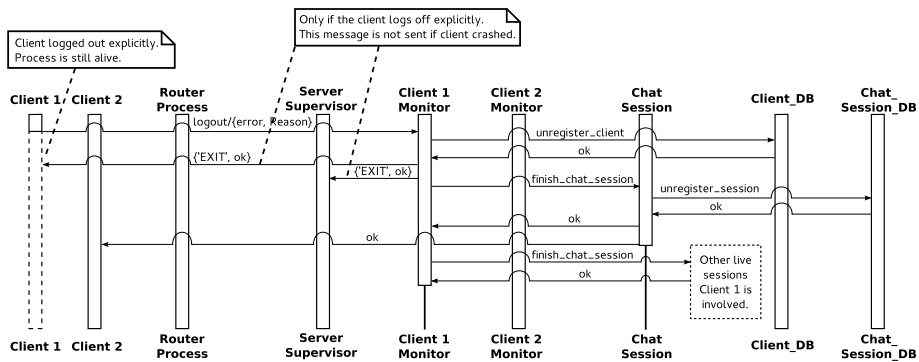 Only if the client logs off explicitly.
This message is not sent if client crashed.
Client logged out explicitly.
Process is still alive.
Client 1
Client 2
Router
Process
Server
Supervisor
Client 1
Monitor
Client 2
Monitor
Chat
Session
Client_DB
Chat_
Session_DB
logout/{error, Reason}
unregister_client
ok
{'EXIT', ok}
{'EXIT', ok}
finish_chat_session
unregister_session
ok
ok
ok
finish_chat_session
ok
Other live
sessions
Client 1 is
involved.
Client 1
Client 2
Router
Process
Server
Supervisor
Client 1
Monitor
Client 2
Monitor
Chat
Session
Client_DB
Chat_
Session_DB